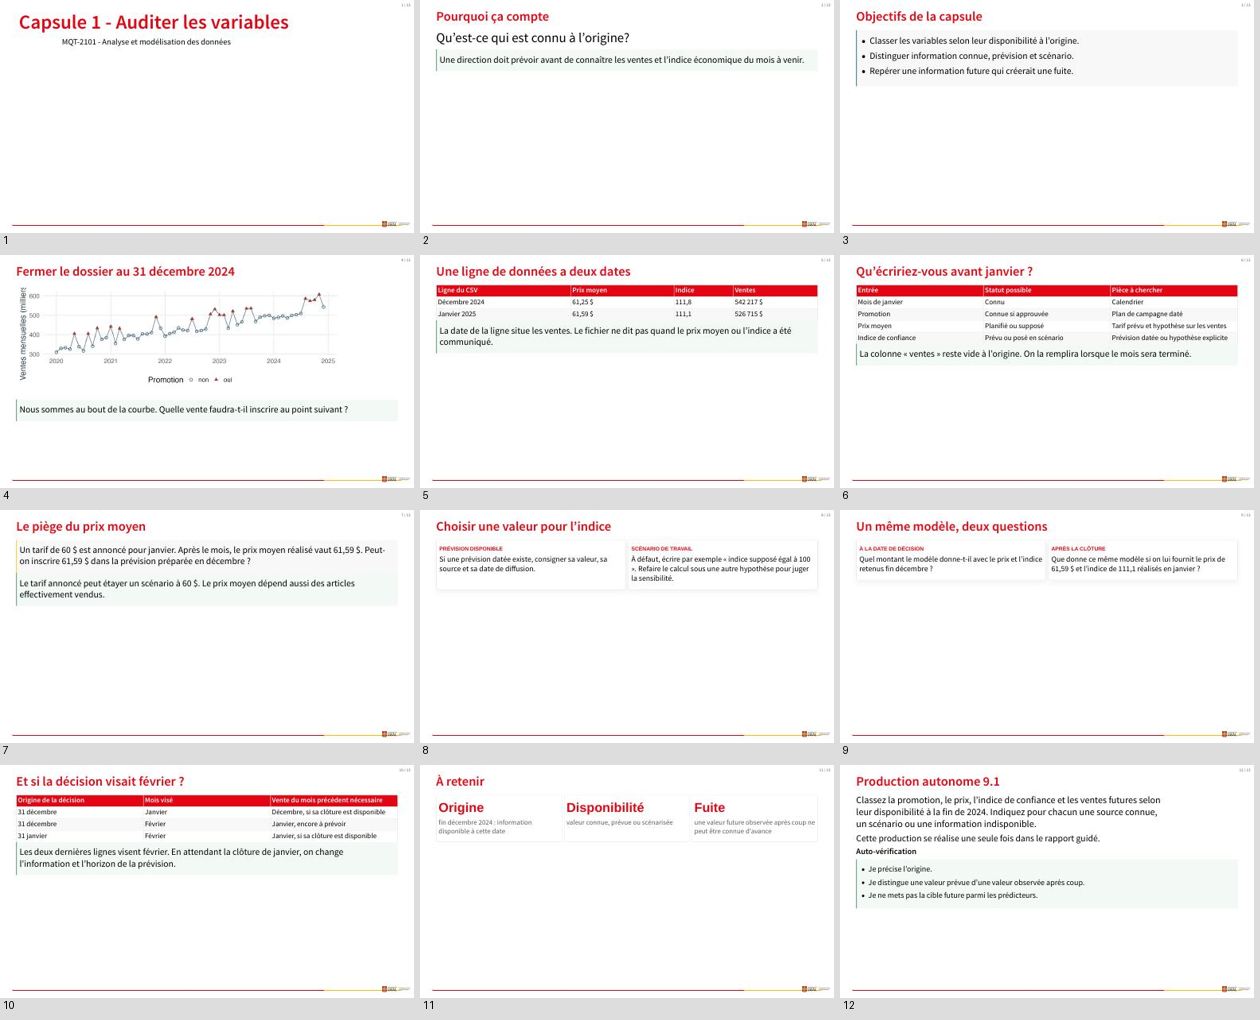 Capsule 1 - Auditer les variables
MQT-2101 - Analyse et modélisation des données
1
Pourquoi ça compte
Qu’est-ce qui est connu à l’origine?
Une direction doit prévoir avant de connaître les ventes et l’indice économique du mois à venir.
2
Objectifs de la capsule
• Classer les variables selon leur disponibilité à l’origine.
• Distinguer information connue, prévision et scénario.
• Repérer une information future qui créerait une fuite.
3
Fermer le dossier au 31 décembre 2024
Ventes mensuelles (milliers
600
500
400
300
2020 2021 2022 2023 2024 2025
Promotion non oui
Nous sommes au bout de la courbe. Quelle vente faudra-t-il inscrire au point suivant ?
4
Une ligne de données a deux dates
Ligne du CSV Prix moyen Indice Ventes
Décembre 2024 61,25 $ 111,8 542 217 $
Janvier 2025 61,59 $ 111,1 526 715 $
La date de la ligne situe les ventes. Le fichier ne dit pas quand le prix moyen ou l’indice a été
communiqué.
5
Qu’écririez-vous avant janvier ?
Entrée Statut possible Pièce à chercher
Mois de janvier Connu Calendrier
Promotion Connue si approuvée Plan de campagne daté
Prix moyen Planifié ou supposé Tarif prévu et hypothèse sur les ventes
Indice de confiance Prévu ou posé en scénario Prévision datée ou hypothèse explicite
La colonne « ventes » reste vide à l’origine. On la remplira lorsque le mois sera terminé.
6
Le piège du prix moyen
Un tarif de 60 $ est annoncé pour janvier. Après le mois, le prix moyen réalisé vaut 61,59 $. Peut-
on inscrire 61,59 $ dans la prévision préparée en décembre ?
Le tarif annoncé peut étayer un scénario à 60 $. Le prix moyen dépend aussi des articles
effectivement vendus.
7
Choisir une valeur pour l’indice
PRÉVISION DISPONIBLE
Si une prévision datée existe, consigner sa valeur, sa
source et sa date de diffusion.
SCÉNARIO DE TRAVAIL
À défaut, écrire par exemple « indice supposé égal à 100
». Refaire le calcul sous une autre hypothèse pour juger
la sensibilité.
8
Un même modèle, deux questions
À LA DATE DE DÉCISION
Quel montant le modèle donne-t-il avec le prix et l’indice
retenus fin décembre ?
APRÈS LA CLÔTURE
Que donne ce même modèle si on lui fournit le prix de
61,59 $ et l’indice de 111,1 réalisés en janvier ?
9
Et si la décision visait février ?
Origine de la décision Mois visé Vente du mois précédent nécessaire
31 décembre Janvier Décembre, si sa clôture est disponible
31 décembre Février Janvier, encore à prévoir
31 janvier Février Janvier, si sa clôture est disponible
Les deux dernières lignes visent février. En attendant la clôture de janvier, on change
l’information et l’horizon de la prévision.
10
À retenir
Origine
fin décembre 2024 : information
disponible à cette date
Disponibilité
valeur connue, prévue ou scénarisée
Fuite
une valeur future observée après coup ne
peut être connue d’avance
11
Production autonome 9.1
Classez la promotion, le prix, l’indice de confiance et les ventes futures selon
leur disponibilité à la fin de 2024. Indiquez pour chacun une source connue,
un scénario ou une information indisponible.
Cette production se réalise une seule fois dans le rapport guidé.
Auto-vérification
• Je précise l’origine.
• Je distingue une valeur prévue d’une valeur observée après coup.
• Je ne mets pas la cible future parmi les prédicteurs.
12